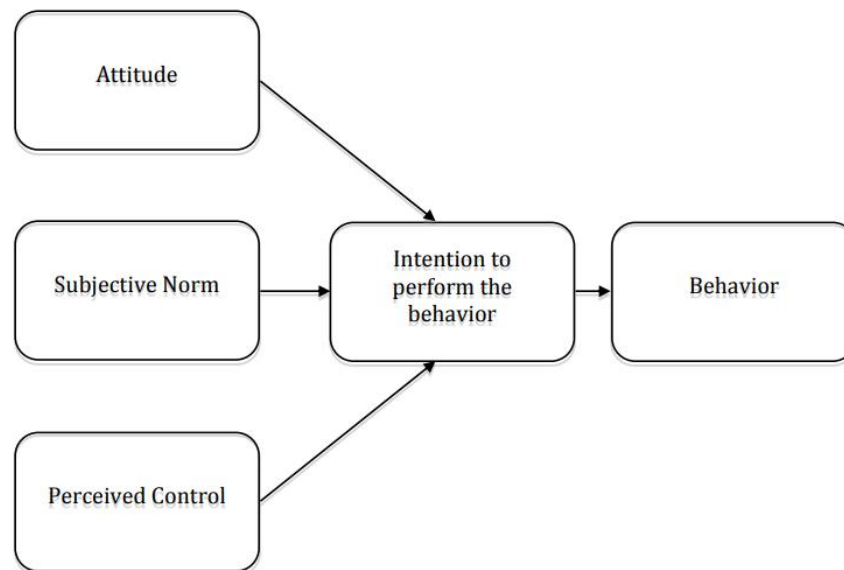 Attitude
Subjective Norm
Intention to
perform the
behavior
Behavior
Perceived Control